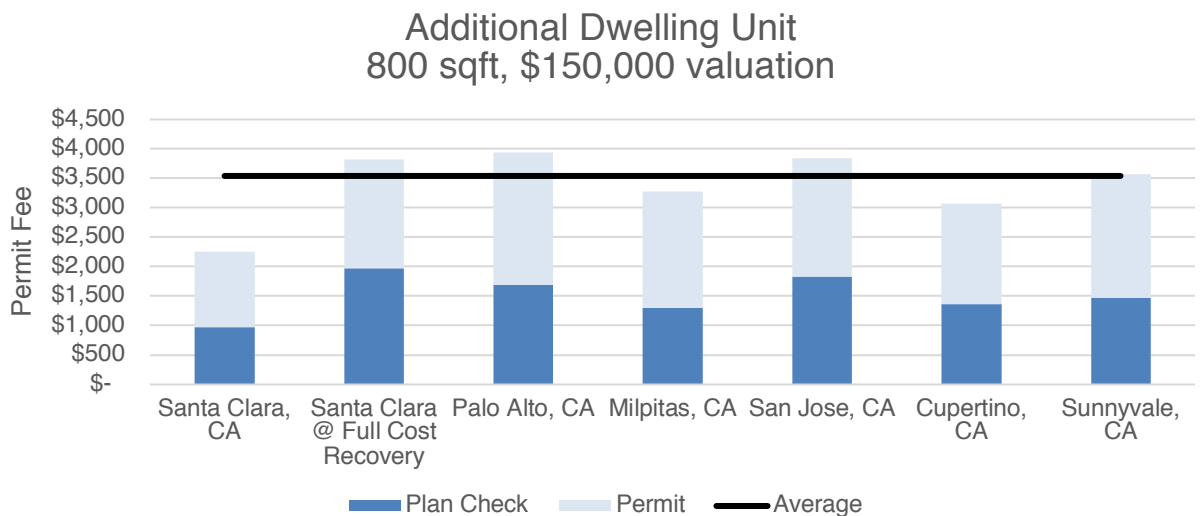 Additional Dwelling Unit
800 sqft, $150,000 valuation
Permit Fee
$4,500
$4,000
$3,500
$3,000
$2,500
$2,000
$1,500
$1,000
$500
$-
Santa Clara,
CA
Santa Clara
@ Full Cost
Recovery
Palo Alto, CA
Milpitas, CA
San Jose, CA
Cupertino,
CA
Sunnyvale,
CA
Plan Check
Permit
Average